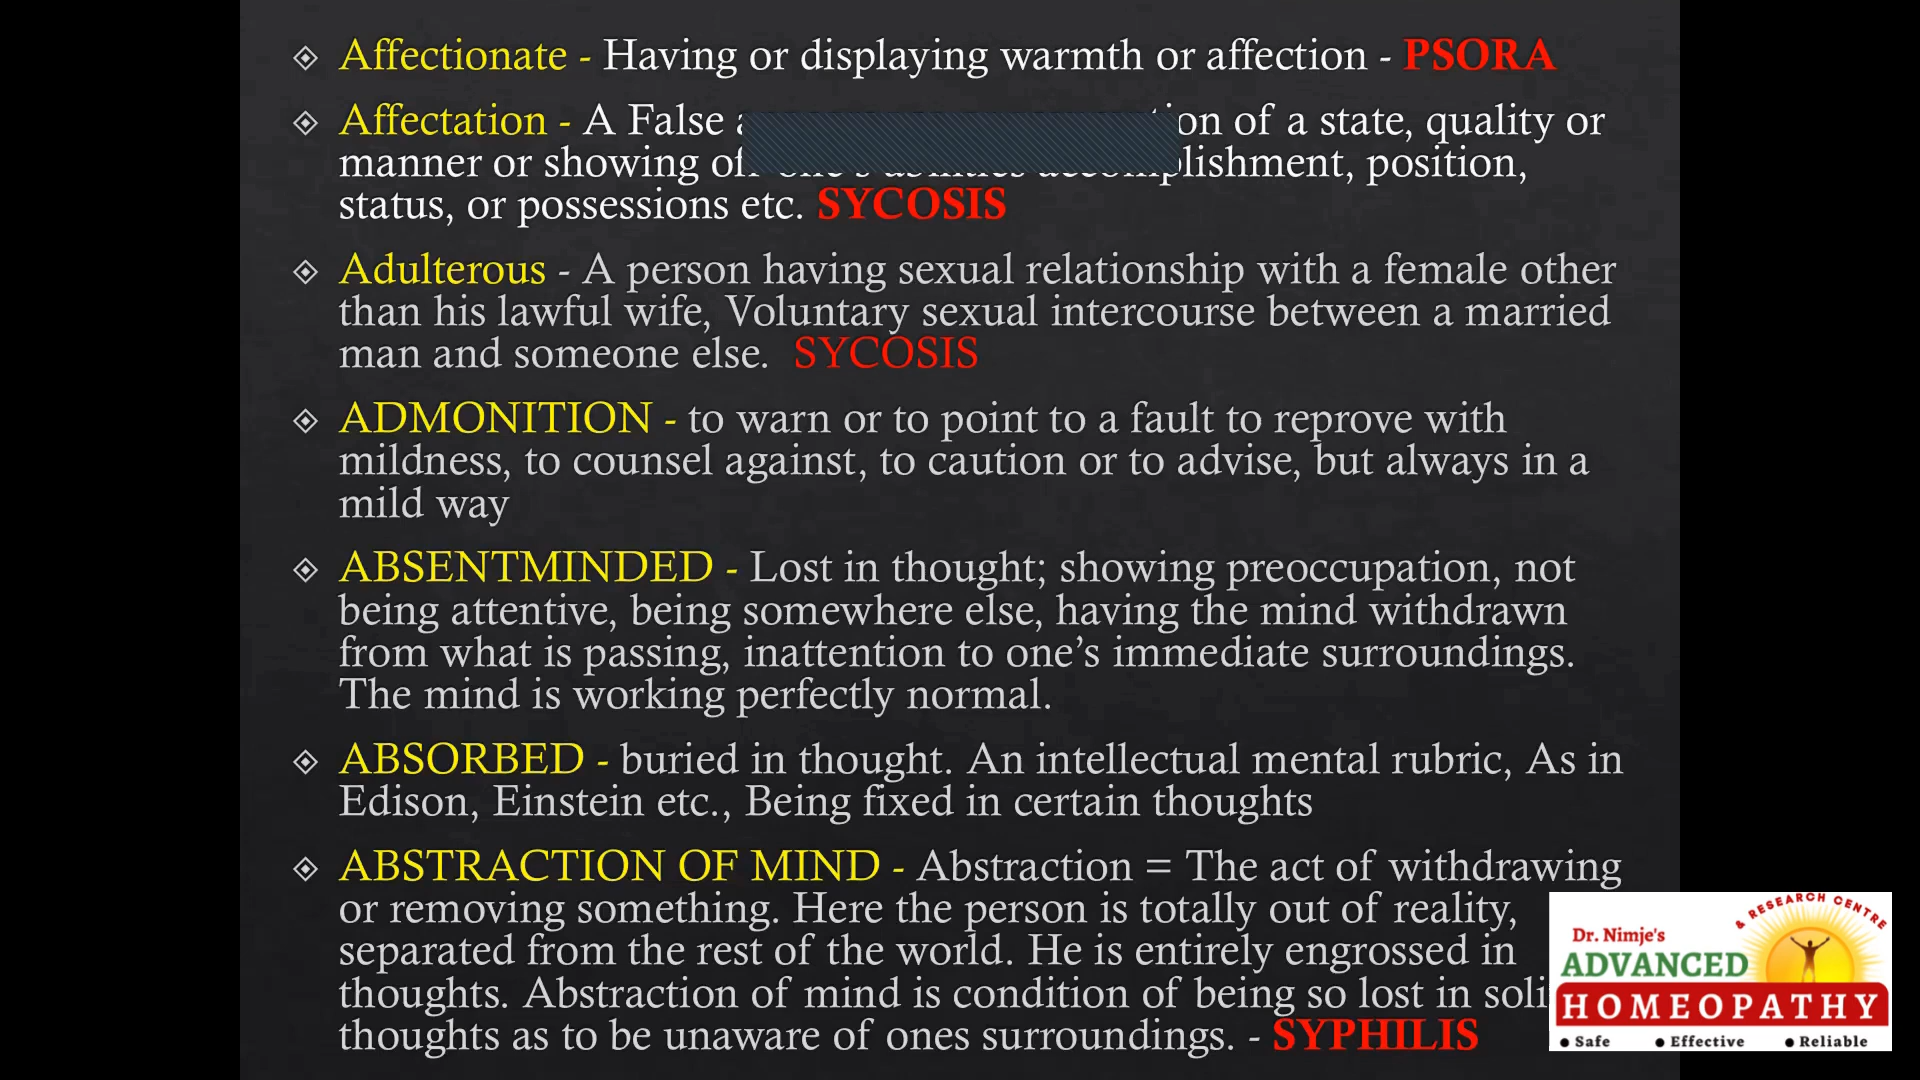 Affectionate - Having or displaying warmth or affection - PSORA
Affectation - A False of a state, quality or
manner or showing one's abilities position,
status, or possessions etc. SYCOSIS
Adulterous - A person having sexual relationship with a female other
than his lawful wife, Voluntary sexual intercourse between a married
man and someone else. SYCOSIS
ADMONITION - to warn or to point to a fault to reprove with
mildness, to counsel against, to caution or to advise, but always in a
mild way
ABSENTMINDED - Lost in thought; showing preoccupation, not
being attentive, being somewhere else, having the mind withdrawn
from what is passing, inattention to one’s immediate surroundings.
The mind is working perfectly normal.
ABSORBED - buried in thought. An intellectual mental rubric, As in
Edison, Einstein etc., Being fixed in certain thoughts
ABSTRACTION OF MIND - Abstraction = The act of withdrawing
or removing something. Here the person is totally out of reality,
separated from the rest of the world. He is entirely engrossed in
thoughts. Abstraction of mind is condition of being so lost in
thoughts as to be unaware of ones surroundings. - SYPHILIS
& RESEARCH CENTRE
Dr. Nimje's
ADVANCED
HOMEOPATHY
• Safe • Effective • Reliable